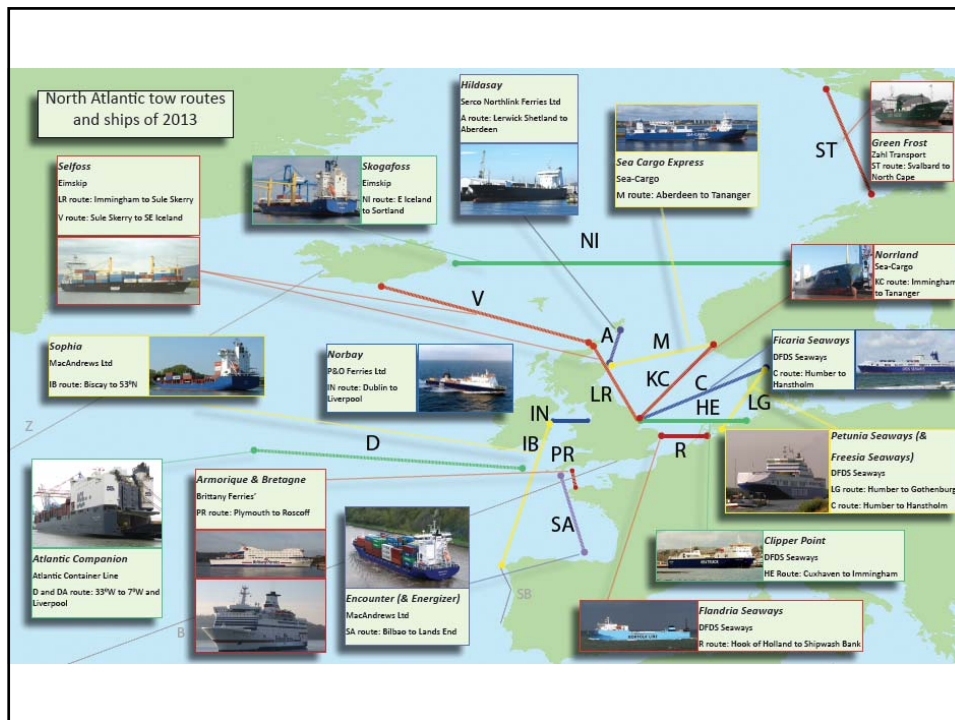 North Atlantic tow routes
and ships of 2013
Selfoss
Eimskip
LR route: Immingham to Sule Skerry
V route: Sule Skerry to SE Iceland
Skogafoss
Eimskip
NI route: E Iceland
to Sortland
Hildasay
Serco Northlink Ferries Ltd
A route: Lerwick Shetland to
Aberdeen
Sea Cargo Express
Sea-Cargo
M route: Aberdeen to Tananger
ST
Green Frost
Zahl Transport
ST route: Svalbard to
North Cape
NI
Norrland
Sea-Cargo
KC route: Immingham
to Tananger
V
A
M
Sophia
MacAndrews Ltd
IB route: Biscay to 53ºN
Norbay
P&O Ferries Ltd
IN route: Dublin to
Liverpool
LR
KC
C
HE
LG
Ficaria Seaways
DFDS Seaways
C route: Humber to
Hanstholm
Z
IN
IB
D
PR
R
SA
SB
B
Petunia Seaways (&
Freesia Seaways)
DFDS Seaways
LG route: Humber to Gothenburg
C route: Humber to Hanstholm
Atlantic Companion
Atlantic Container Line
D and DA route: 33ºW to 7ºW and
Liverpool
Armorique & Bretagne
Brittany Ferries'
PR route: Plymouth to Roscoff
Encounter (& Energizer)
MacAndrews Ltd
SA route: Bilbao to Lands End
Clipper Point
DFDS Seaways
HE Route: Cuxhaven to Immingham
Flandria Seaways
DFDS Seaways
R route: Hook of Holland to Shipwash Bank